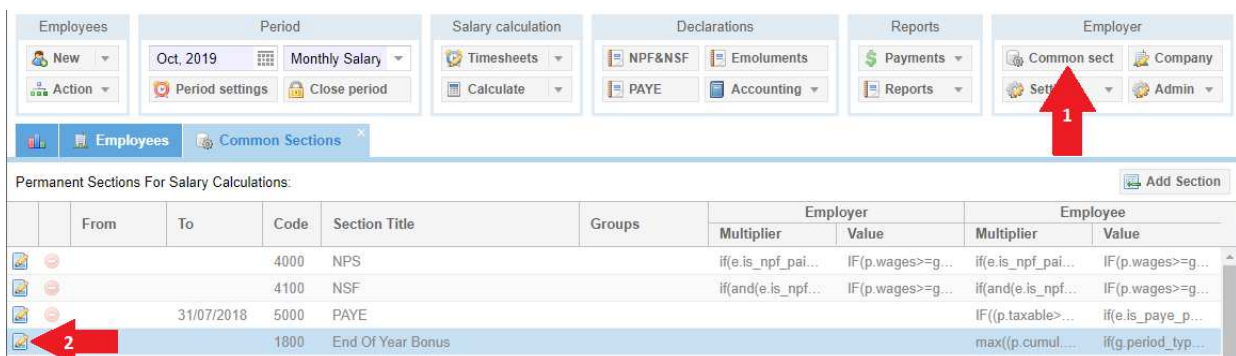 Employees Period Salary calculation Declarations Reports Employer
New Oct, 2019 Monthly Salary Timesheets NPF&NSF Emoluments Payments Common sect Company
Action Period settings Close period Calculate PAYE Accounting Reports Admin
1
Employees Common Sections
Permanent Sections For Salary Calculations: Add Section
From To Code Section Title Groups Employer Employee
Multiplier Value Multiplier Value
4000 NPS if(e.is_npf_pai... IF(p.wages>=g... if(e.is_npf_pai... IF(p.wages>=g...
4100 NSF if(and(e.is_npf... IF(p.wages>=g... if(and(e.is_npf... IF(p.wages>=g...
31/07/2018 5000 PAYE IF((p.taxable>... if(e.is_paye_p...
2 1800 End Of Year Bonus max((p.cumul.... if(g.period_typ...